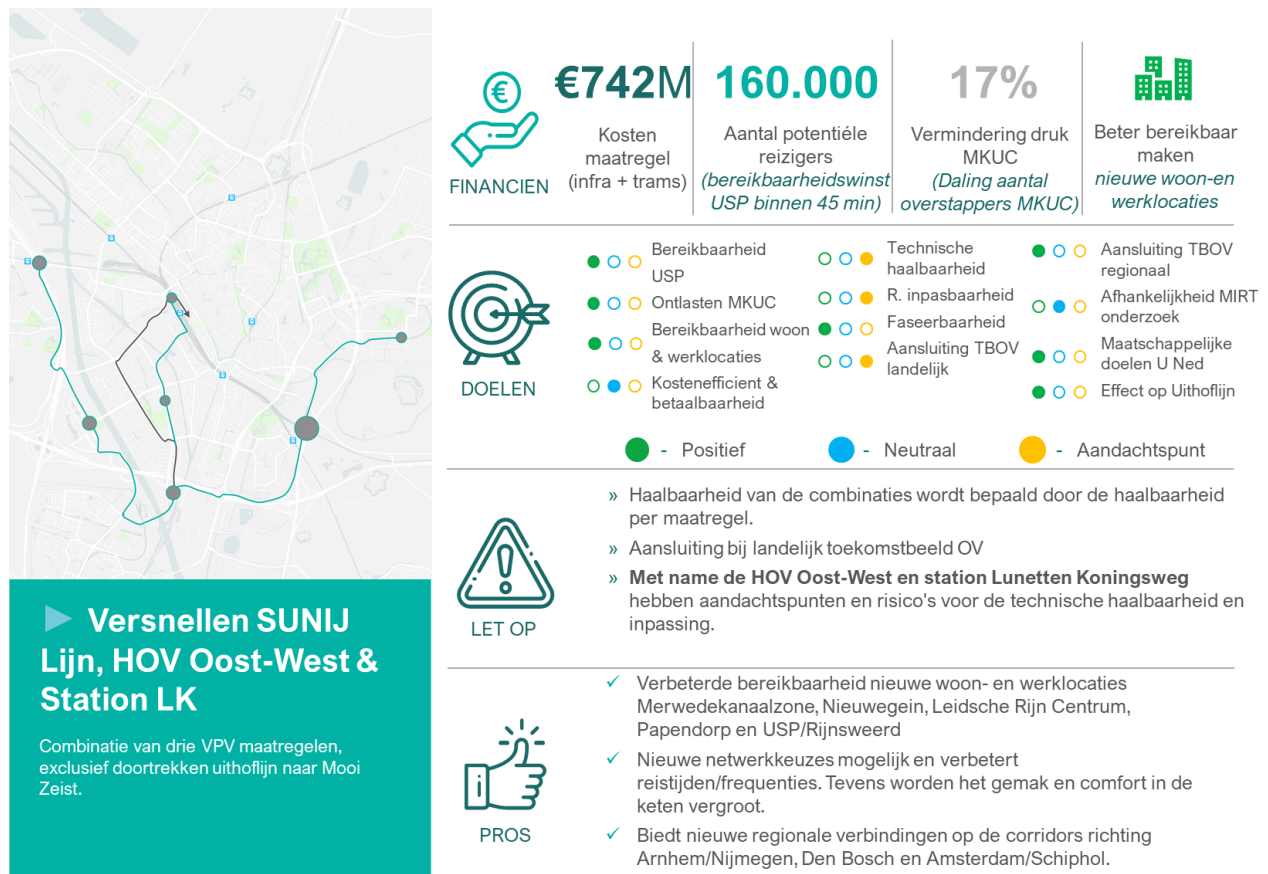 Versnellen SUNIJ
Lijn, HOV Oost-West &
Station LK
Combinatie van drie VPV maatregelen,
exclusief doortrekken uithoflijn naar Mooi
Zeist.
FINANCIEN
€742M
Kosten
maatregel
(infra + trams)
160.000
Aantal potentiéle
reizigers
(bereikbaarheidswinst
USP binnen 45 min)
17%
Vermindering druk
MKUC
(Daling aantal
overstappers MKUC)
Beter bereikbaar
maken
nieuwe woon-en
werklocaties
DOELEN
Bereikbaarheid
USP
Ontlasten MKUC
Bereikbaarheid woon
& werklocaties
Kostenefficient &
betaalbaarheid
Technische
haalbaarheid
R. inpasbaarheid
Faseerbaarheid
Aansluiting TBOV
landelijk
Aansluiting TBOV
regionaal
Afhankelijkheid MIRT
onderzoek
Maatschappelijke
doelen U Ned
Effect op Uithoflijn
- Positief
- Neutraal
- Aandachtspunt
LET OP
» Haalbaarheid van de combinaties wordt bepaald door de haalbaarheid
per maatregel.
» Aansluiting bij landelijk toekomstbeeld OV
» Met name de HOV Oost-West en station Lunetten Koningsweg
hebben aandachtspunten en risico's voor de technische haalbaarheid en
inpassing.
PROS
✓ Verbeterde bereikbaarheid nieuwe woon- en werklocaties
Merwedekanaalzone, Nieuwegein, Leidsche Rijn Centrum,
Papendorp en USP/Rijnsweerd
✓ Nieuwe netwerkkeuzes mogelijk en verbetert
reistijden/frequenties. Tevens worden het gemak en comfort in de
keten vergroot.
✓ Biedt nieuwe regionale verbindingen op de corridors richting
Arnhem/Nijmegen, Den Bosch en Amsterdam/Schiphol.